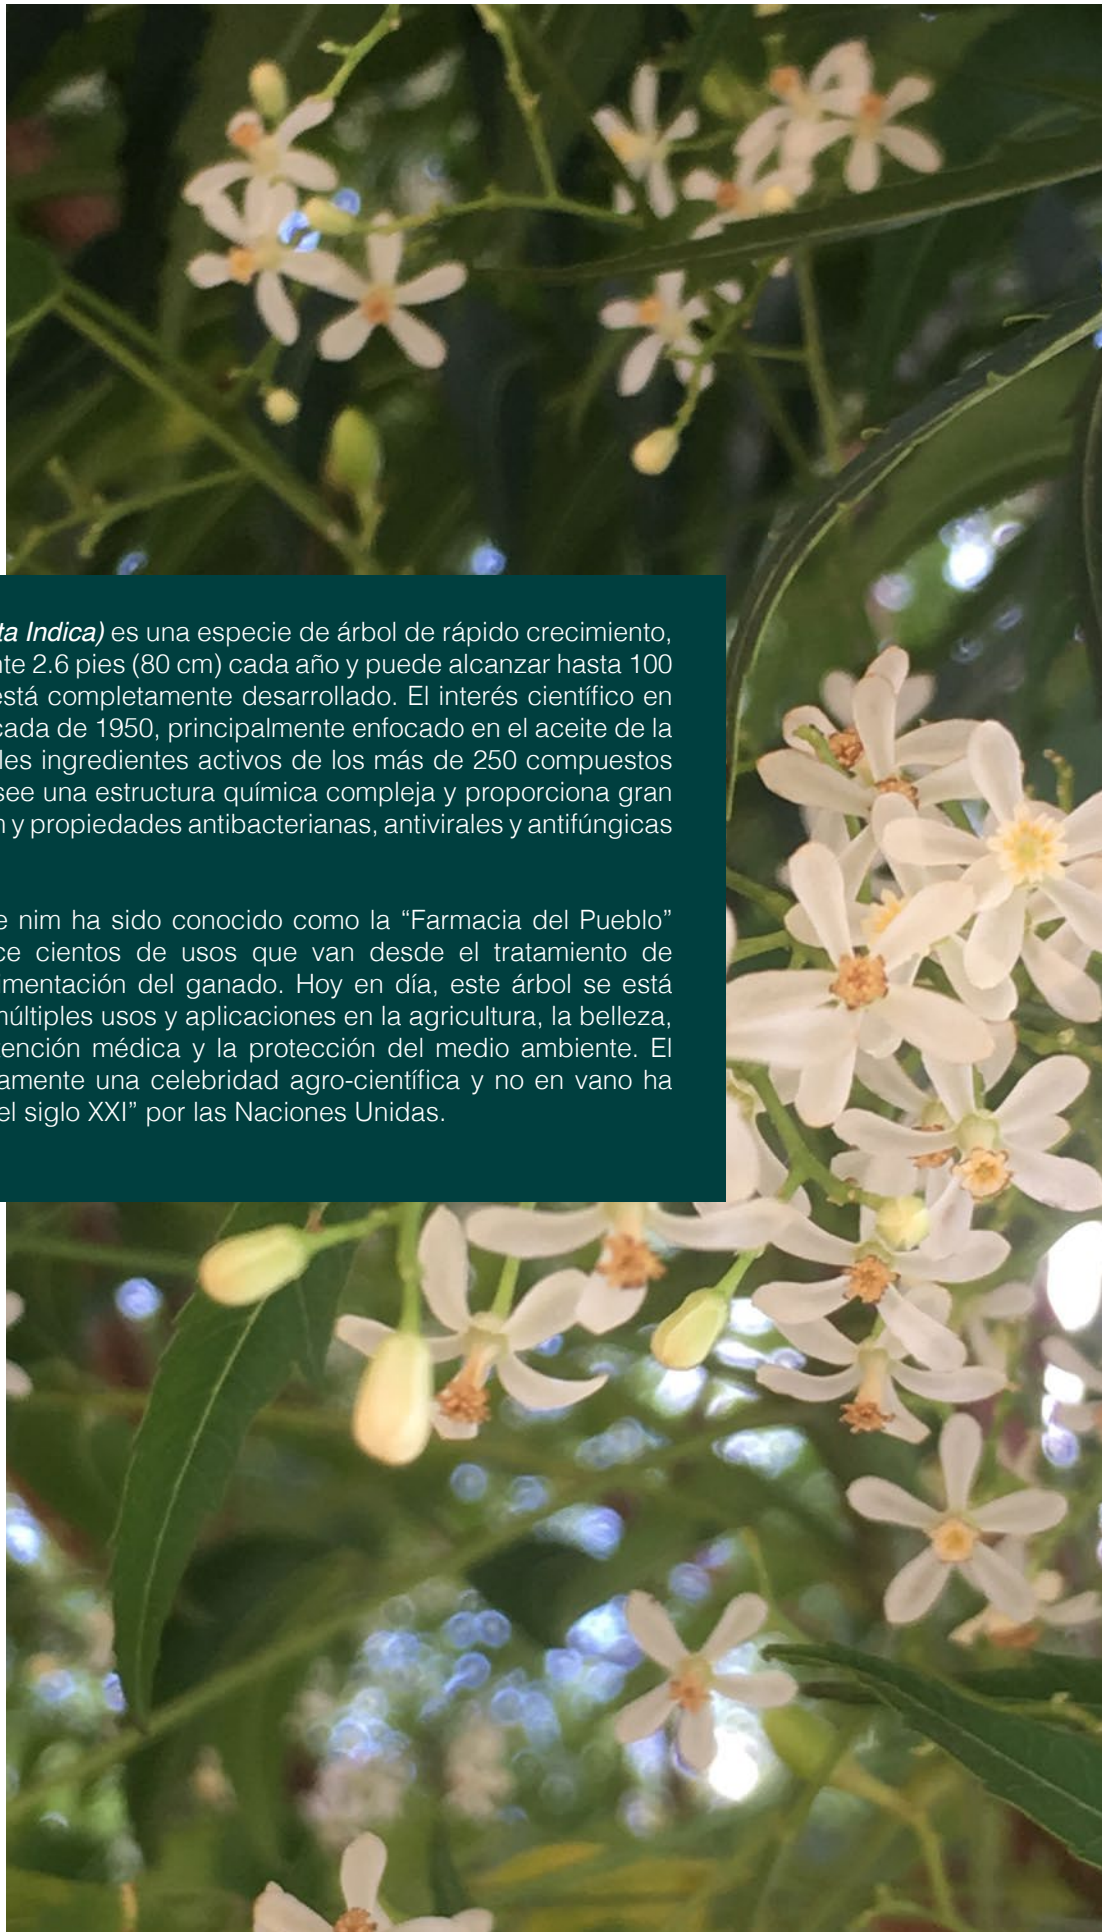 ta Indica) es una especie de árbol de rápido crecimiento,
nte 2.6 pies (80 cm) cada año y puede alcanzar hasta 100
está completamente desarrollado. El interés científico en
cada de 1950, principalmente enfocado en el aceite de la
les ingredientes activos de los más de 250 compuestos
see una estructura química compleja y proporciona gran
n y propiedades antibacterianas, antivirales y antifúngicas
e nim ha sido conocido como la “Farmacia del Pueblo”
ce cientos de usos que van desde el tratamiento de
imentación del ganado. Hoy en día, este árbol se está
múltiples usos y aplicaciones en la agricultura, la belleza,
tención médica y la protección del medio ambiente. El
amente una celebridad agro-científica y no en vano ha
el siglo XXI” por las Naciones Unidas.